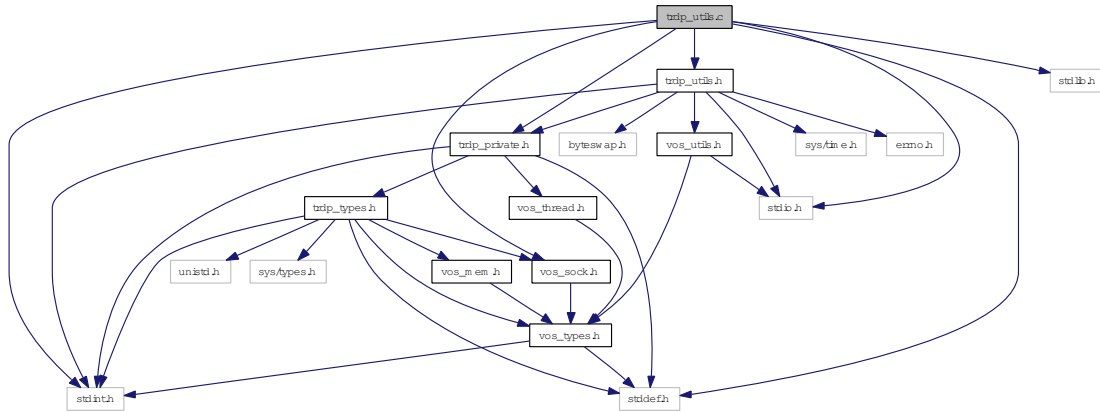 trdp_utils.c
trdp_utils.h
stdlib.h
trdp_private.h
byteswap.h
vos_utils.h
sys/time.h
errno.h
trdp_types.h
vos_thread.h
stdio.h
unistd.h
sys/types.h
vos_mem.h
vos_sock.h
vos_types.h
stdint.h
stddef.h